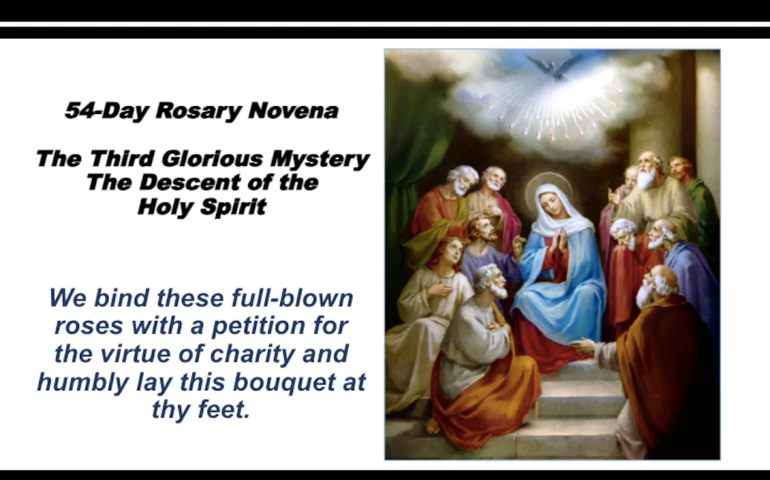 54-Day Rosary Novena
The Third Glorious Mystery
The Descent of the
Holy Spirit
We bind these full-blown
roses with a petition for
the virtue of charity and
humbly lay this bouquet at
thy feet.